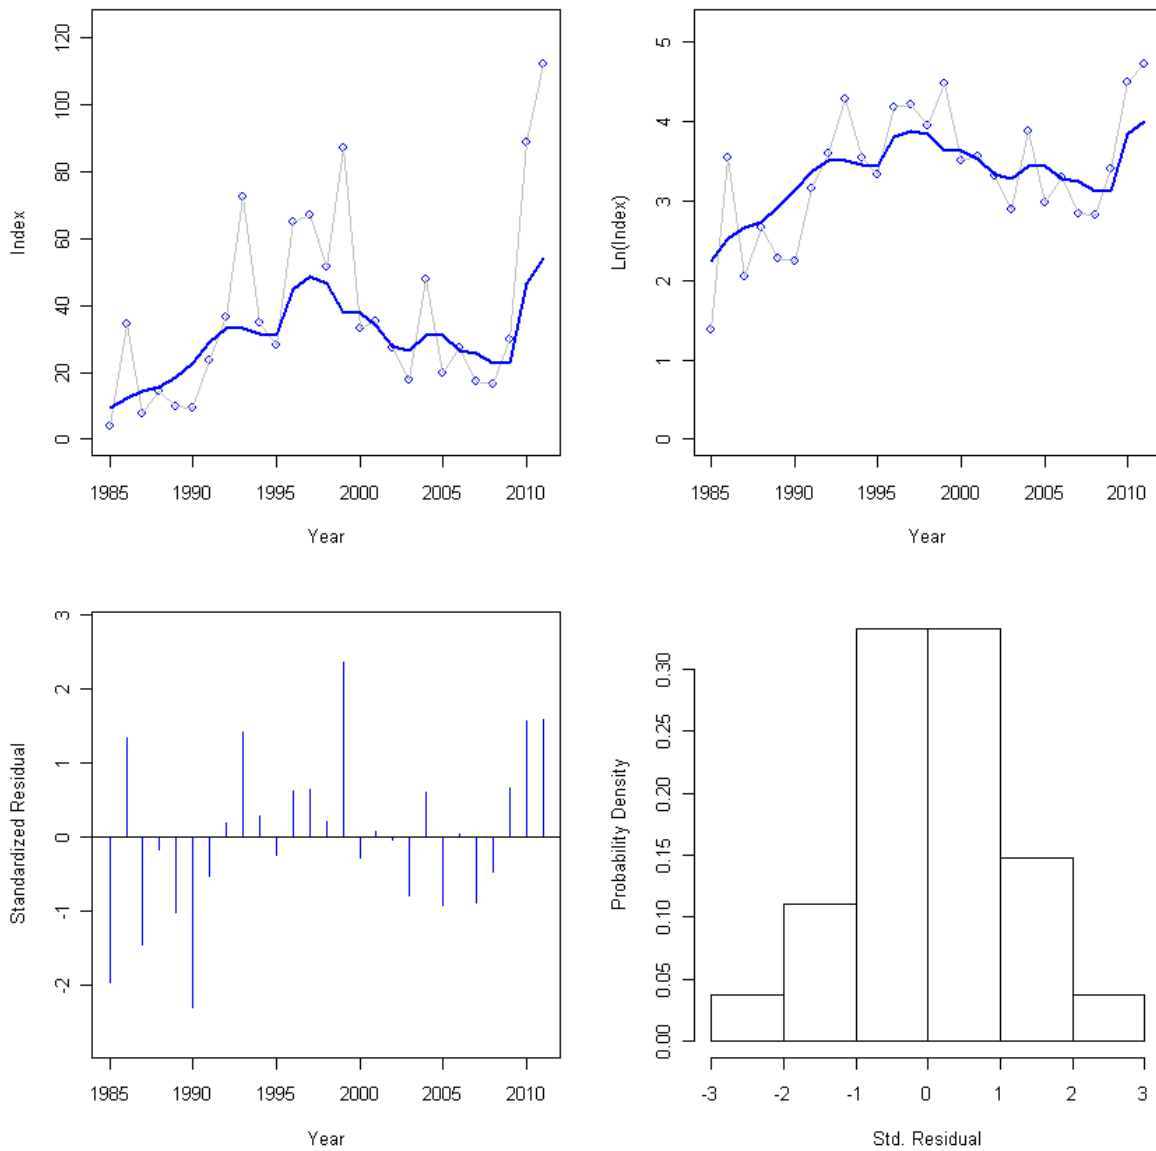 Index
0 20 40 60 80 100 120
1985 1990 1995 2000 2005 2010
Year
Ln(Index)
0 1 2 3 4 5
1985 1990 1995 2000 2005 2010
Year
Standardized Residual
-2 -1 0 1 2 3
1985 1990 1995 2000 2005 2010
Year
Probability Density
0.00 0.05 0.10 0.15 0.20 0.25 0.30
-3 -2 -1 0 1 2 3
Std. Residual